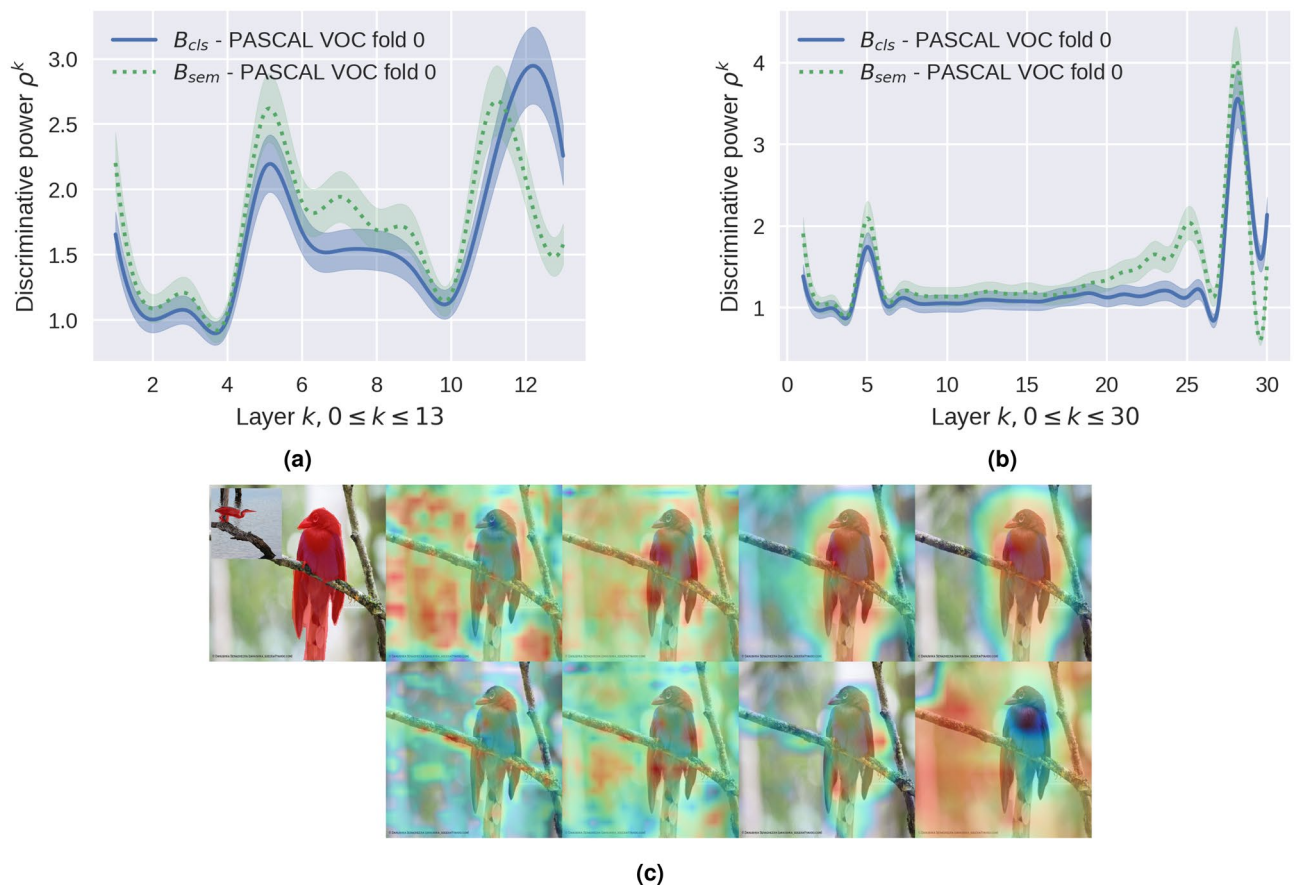 B_cls - PASCAL VOC fold 0
B_sem - PASCAL VOC fold 0
Discriminative power ρ^k
3.0
2.5
2.0
1.5
1.0
2 4 6 8 10 12
Layer k, 0 ≤ k ≤ 13
(a)
B_cls - PASCAL VOC fold 0
B_sem - PASCAL VOC fold 0
Discriminative power ρ^k
4
3
2
1
0 5 10 15 20 25 30
Layer k, 0 ≤ k ≤ 30
(b)
(c)